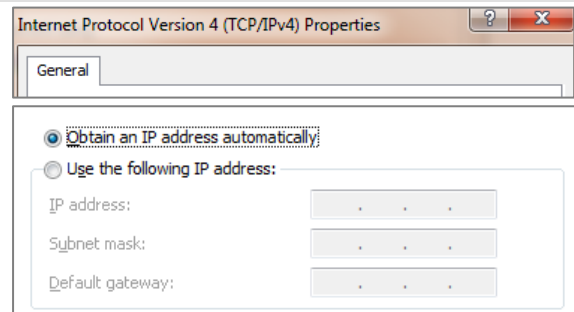 Internet Protocol Version 4 (TCP/IPv4) Properties ? X
General
Obtain an IP address automatically
Use the following IP address:
IP address: . . .
Subnet mask: . . .
Default gateway: . . .